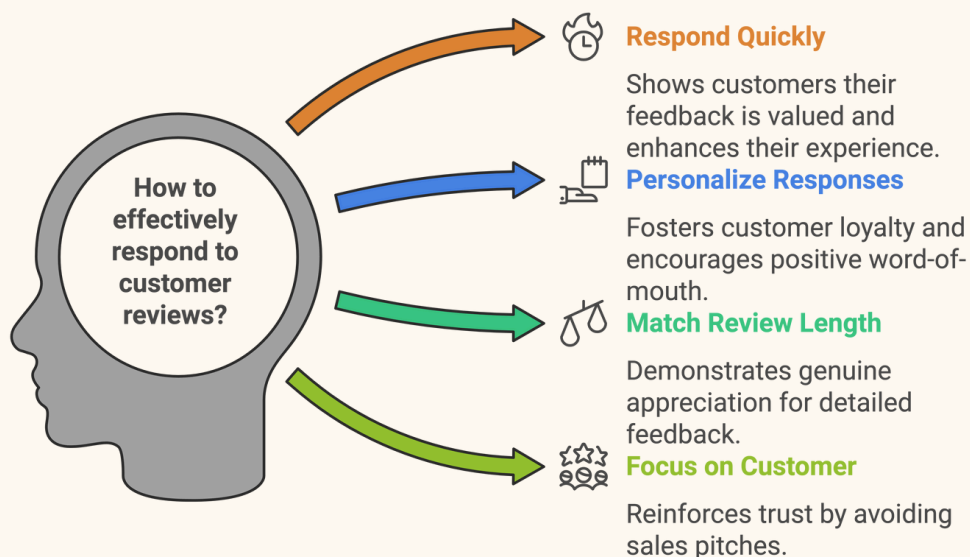 How to
effectively
respond to
customer
reviews?
Respond Quickly
Shows customers their
feedback is valued and
enhances their experience.
Personalize Responses
Fosters customer loyalty and
encourages positive word-of-
mouth.
Match Review Length
Demonstrates genuine
appreciation for detailed
feedback.
Focus on Customer
Reinforces trust by avoiding
sales pitches.